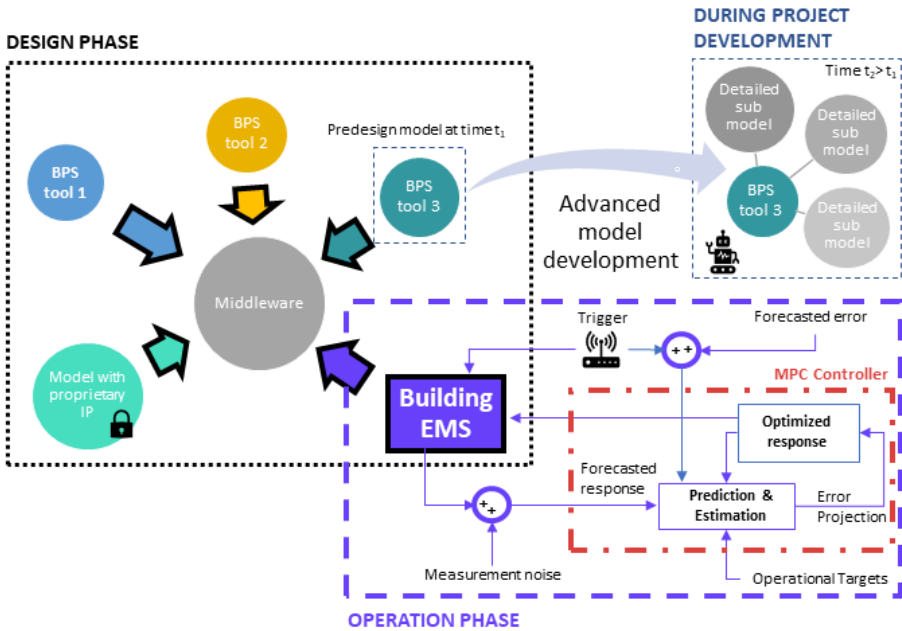 DURING PROJECT
DEVELOPMENT
DESIGN PHASE
Time t₂> t₁
BPS
tool 1
BPS
tool 2
Predesign model at time t₁
BPS
tool 3
Detailed
sub
model
Detailed
sub
model
BPS
tool 3
Detailed
sub
model
Advanced
model
development
Middleware
Model with
proprietary
IP
Trigger
Forecasted error
+ +
MPC Controller
Building
EMS
Optimized
response
Forecasted
response
Prediction &
Estimation
Error
Projection
+
+
Measurement noise
Operational Targets
OPERATION PHASE